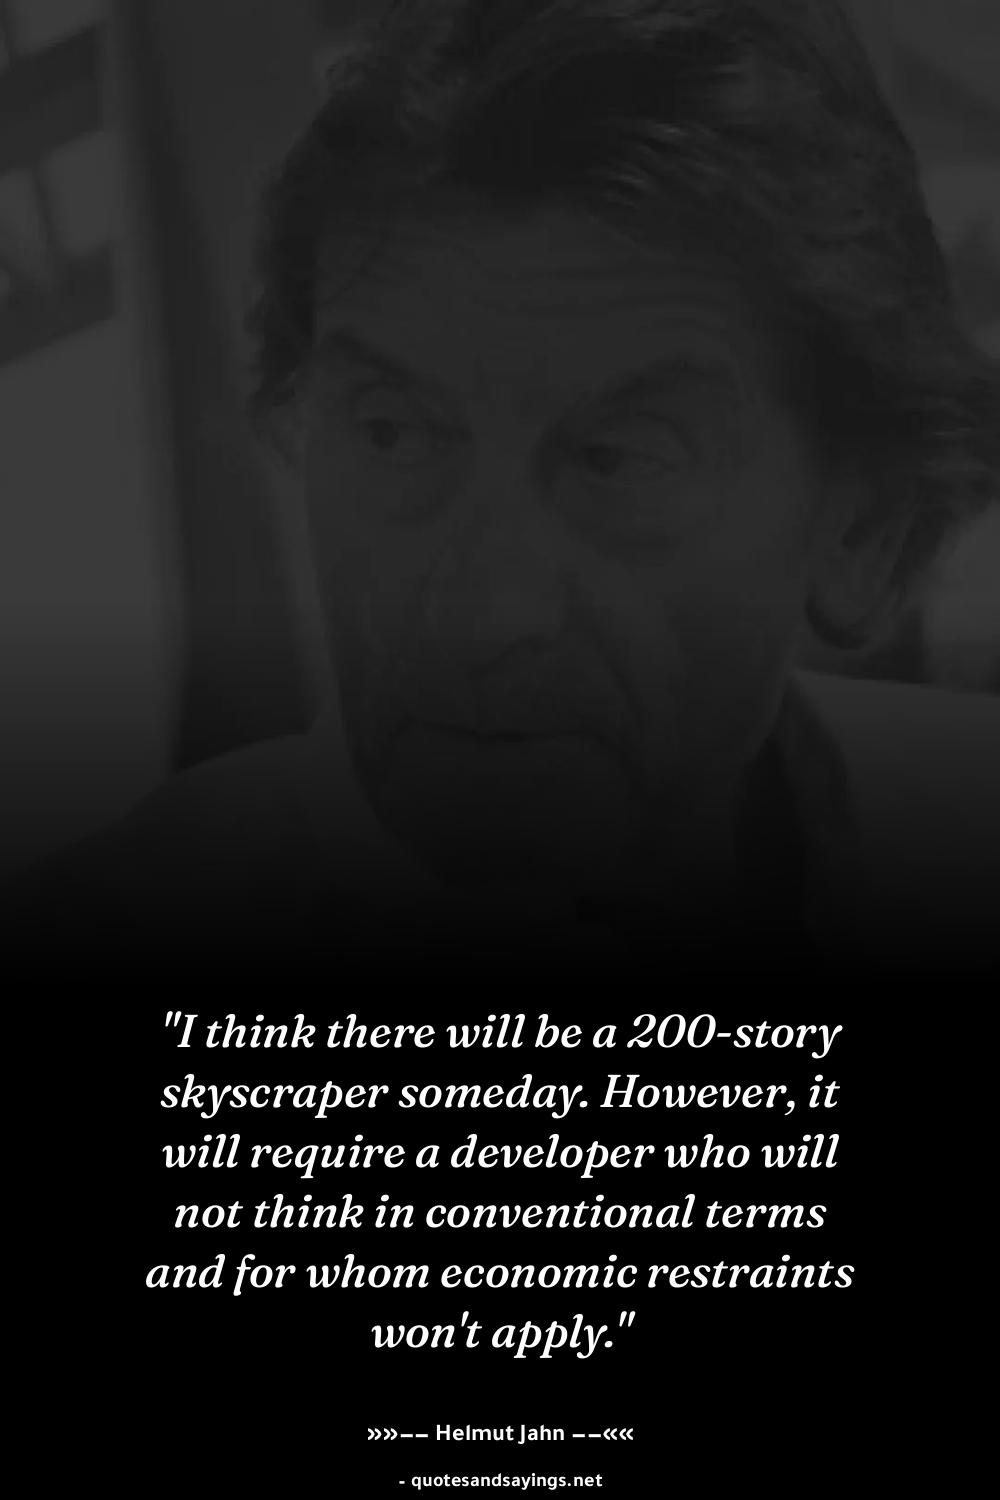 "I think there will be a 200-story
skyscraper someday. However, it
will require a developer who will
not think in conventional terms
and for whom economic restraints
won't apply."
»»−− Helmut Jahn −−««
- quotesandsayings.net